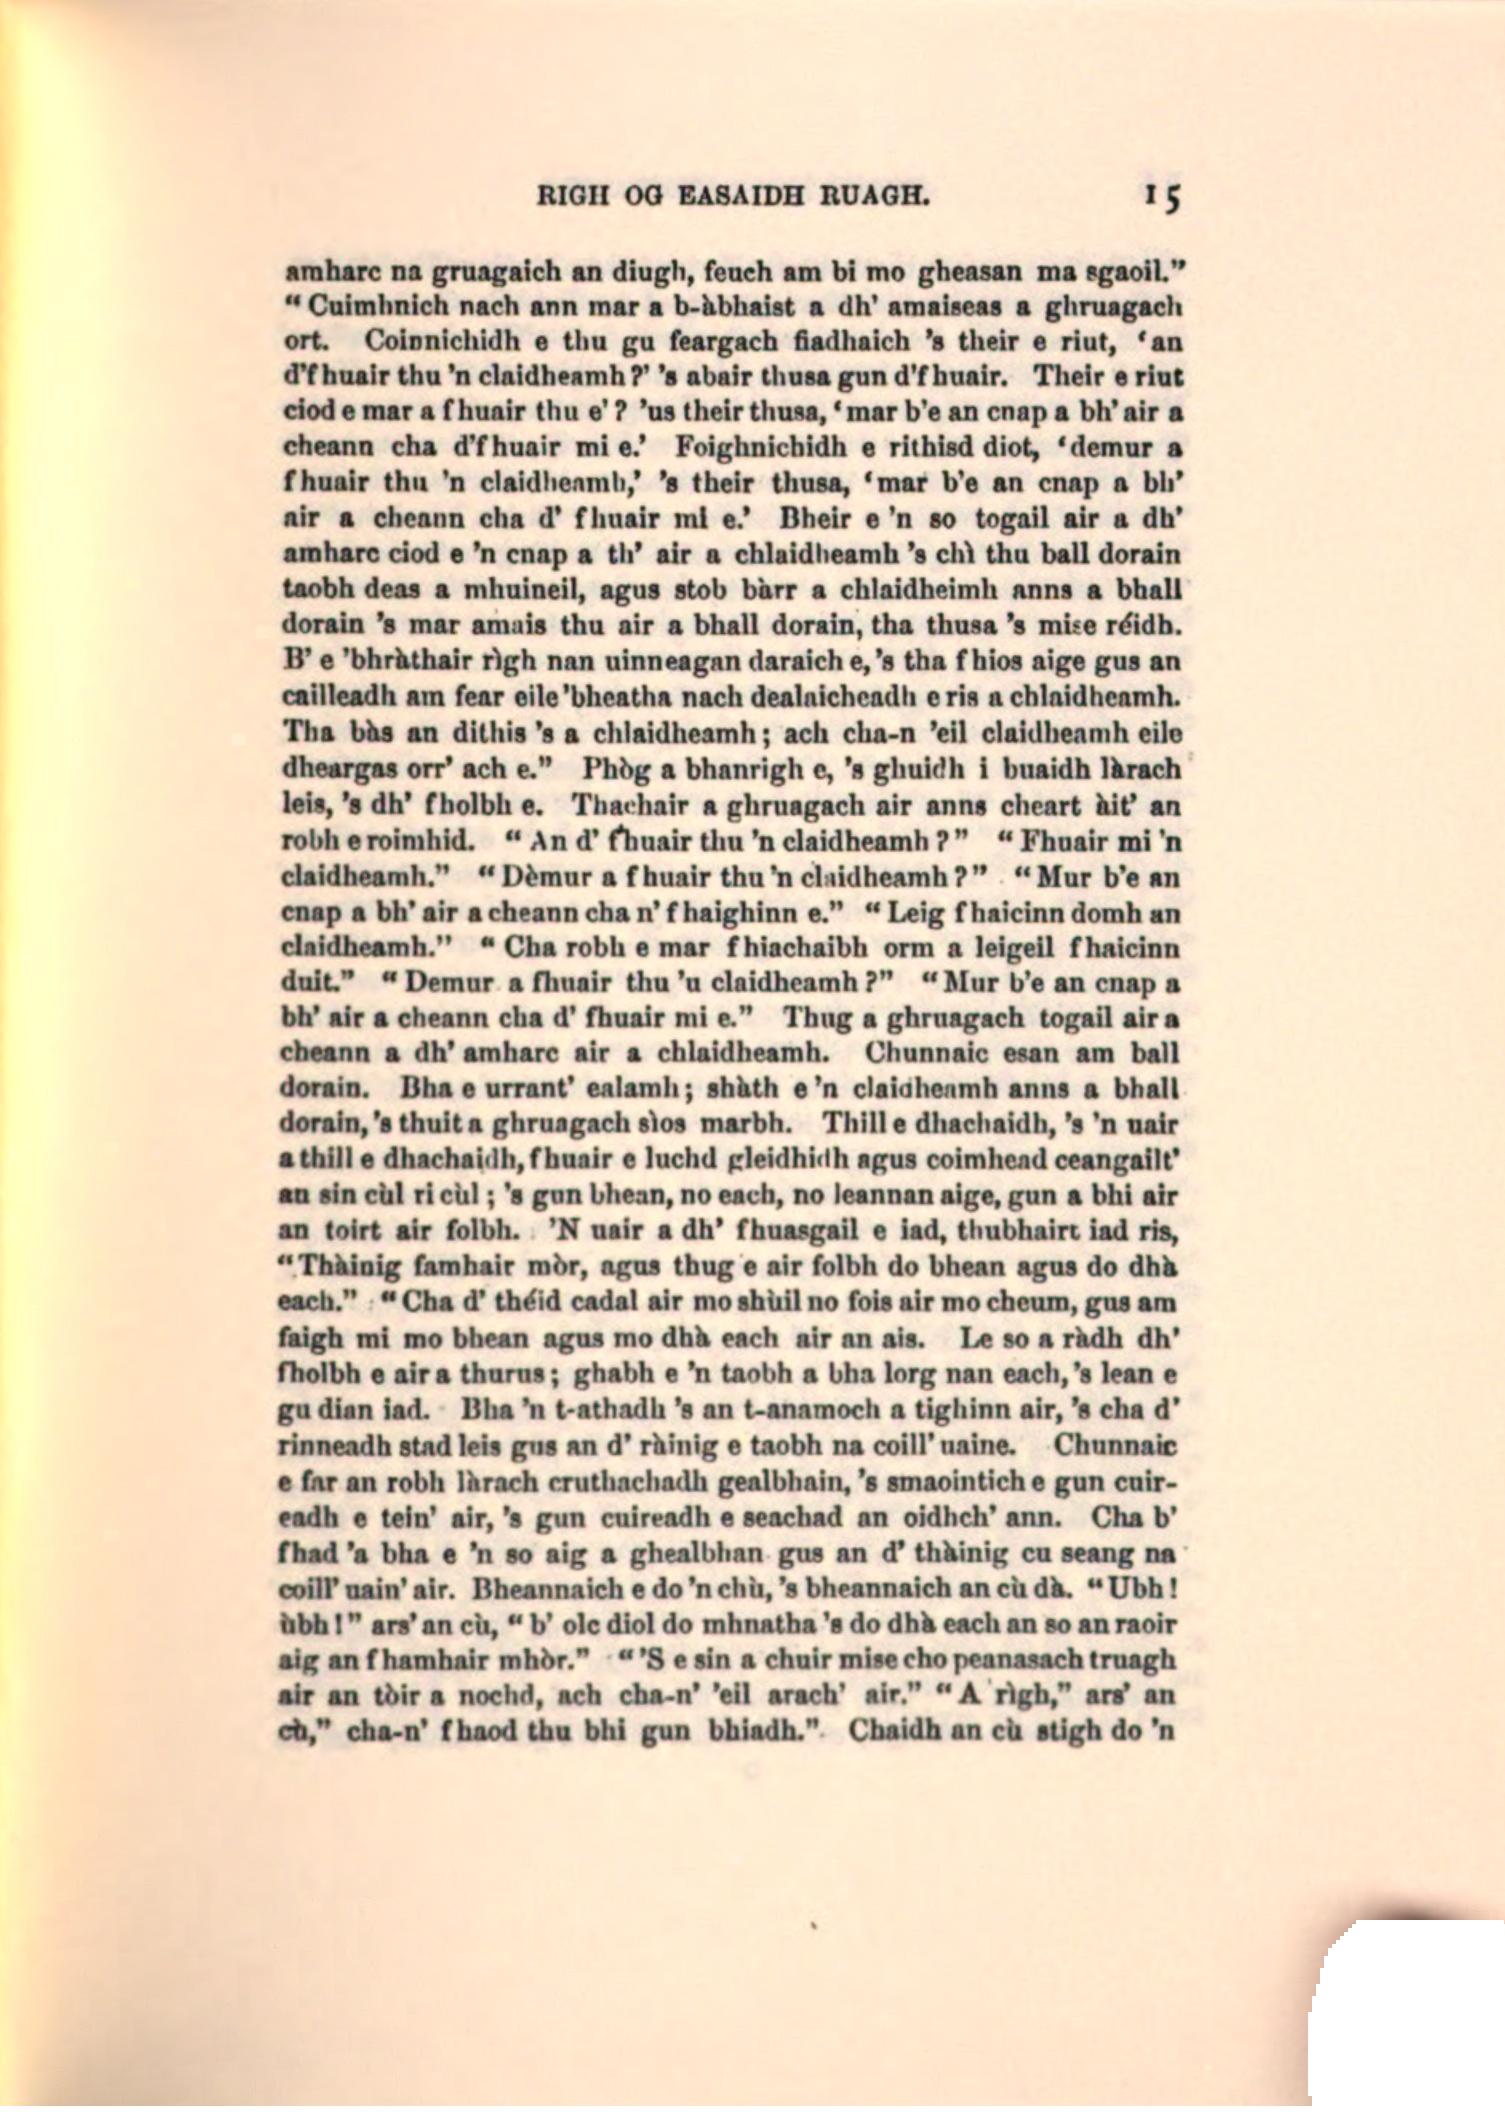 RIGH OG EASAIDH RUAGH. 15
amharc na gruagaich an diugh, feuch am bi mo gheasan ma sgaoil."
"Cuimhnich nach ann mar a b-àbhaist a dh' amaiseas a ghruagach
ort. Coinnichidh e thu gu feargach fiadhaich 's their e riut, 'an
d'fhuair thu 'n claidheamh?' 's abair thusa gun d'fhuair. Their e riut
ciod e mar a fhuair thu e'? 'us their thusa, 'mar b'e an cnap a bh' air a
cheann cha d'fhuair mi e.' Foighnichidh e rithisd diot, 'demur a
fhuair thu 'n claidheamh,' 's their thusa, 'mar b'e an cnap a bh'
air a cheann cha d' fhuair mi e.' Bheir e 'n so togail air a dh'
amharc ciod e 'n cnap a th' air a chlaidheamh 's chì thu ball dorain
taobh deas a mhuineil, agus stob bàrr a chlaidheimh anns a bhall
dorain 's mar amais thu air a bhall dorain, tha thusa 's mise réidh.
B' e 'bhràthair rìgh nan uinneagan daraich e, 's tha fhios aige gus an
cailleadh am fear eile 'bheatha nach dealaicheadh e ris a chlaidheamh.
Tha bàs an dithis 's a chlaidheamh; ach cha-n 'eil claidheamh eile
dheargas orr' ach e." Phòg a bhanrigh e, 's ghuidh i buaidh làrach
leis, 's dh' fholbh e. Thachair a ghruagach air anns cheart àit' an
robh e roimhid. "An d' fhuair thu 'n claidheamh?" "Fhuair mi 'n
claidheamh." "Dèmur a fhuair thu 'n claidheamh?" "Mur b'e an
cnap a bh' air a cheann cha n' fhaighinn e." "Leig fhaicinn domh an
claidheamh." "Cha robh e mar fhiachaibh orm a leigeil fhaicinn
duit." "Demur a fhuair thu 'u claidheamh?" "Mur b'e an cnap a
bh' air a cheann cha d' fhuair mi e." Thug a ghruagach togail air a
cheann a dh' amharc air a chlaidheamh. Chunnaic esan am ball
dorain. Bha e urrant' ealamh; shàth e 'n claidheamh anns a bhall
dorain, 's thuit a ghruagach sìos marbh. Thill e dhachaidh, 's 'n uair
a thill e dhachaidh, fhuair e luchd gleidhidh agus coimhead ceangailt'
an sin cùl ri cùl; 's gun bhean, no each, no leannan aige, gun a bhi air
an toirt air folbh. 'N uair a dh' fhuasgail e iad, thubhairt iad ris,
"Thàinig famhair mòr, agus thug e air folbh do bhean agus do dhà
each." "Cha d' théid cadal air mo shùil no fois air mo cheum, gus am
faigh mi mo bhean agus mo dhà each air an ais. Le so a ràdh dh'
fholbh e air a thurus; ghabh e 'n taobh a bha lorg nan each, 's lean e
gu dian iad. Bha 'n t-athadh 's an t-anamoch a tighinn air, 's cha d'
rinneadh stad leis gus an d' ràinig e taobh na coill' uaine. Chunnaic
e far an robh làrach cruthachadh gealbhain, 's smaointich e gun cuir-
eadh e tein' air, 's gun cuireadh e seachad an oidhch' ann. Cha b'
fhad 'a bha e 'n so aig a ghealbhan gus an d' thàinig cu seang na
coill' uain' air. Bheannaich e do 'n chù, 's bheannaich an cù dà. "Ubh!
ùbh!" ars' an cù, "b' olc diol do mhnatha 's do dhà each an so an raoir
aig an fhamhair mhòr." "'S e sin a chuir mise cho peanasach truagh
air an tòir a nochd, ach cha-n' 'eil arach' air." "A rìgh," ars' an
cù," cha-n' fhaod thu bhi gun bhiadh." Chaidh an cù stigh do 'n